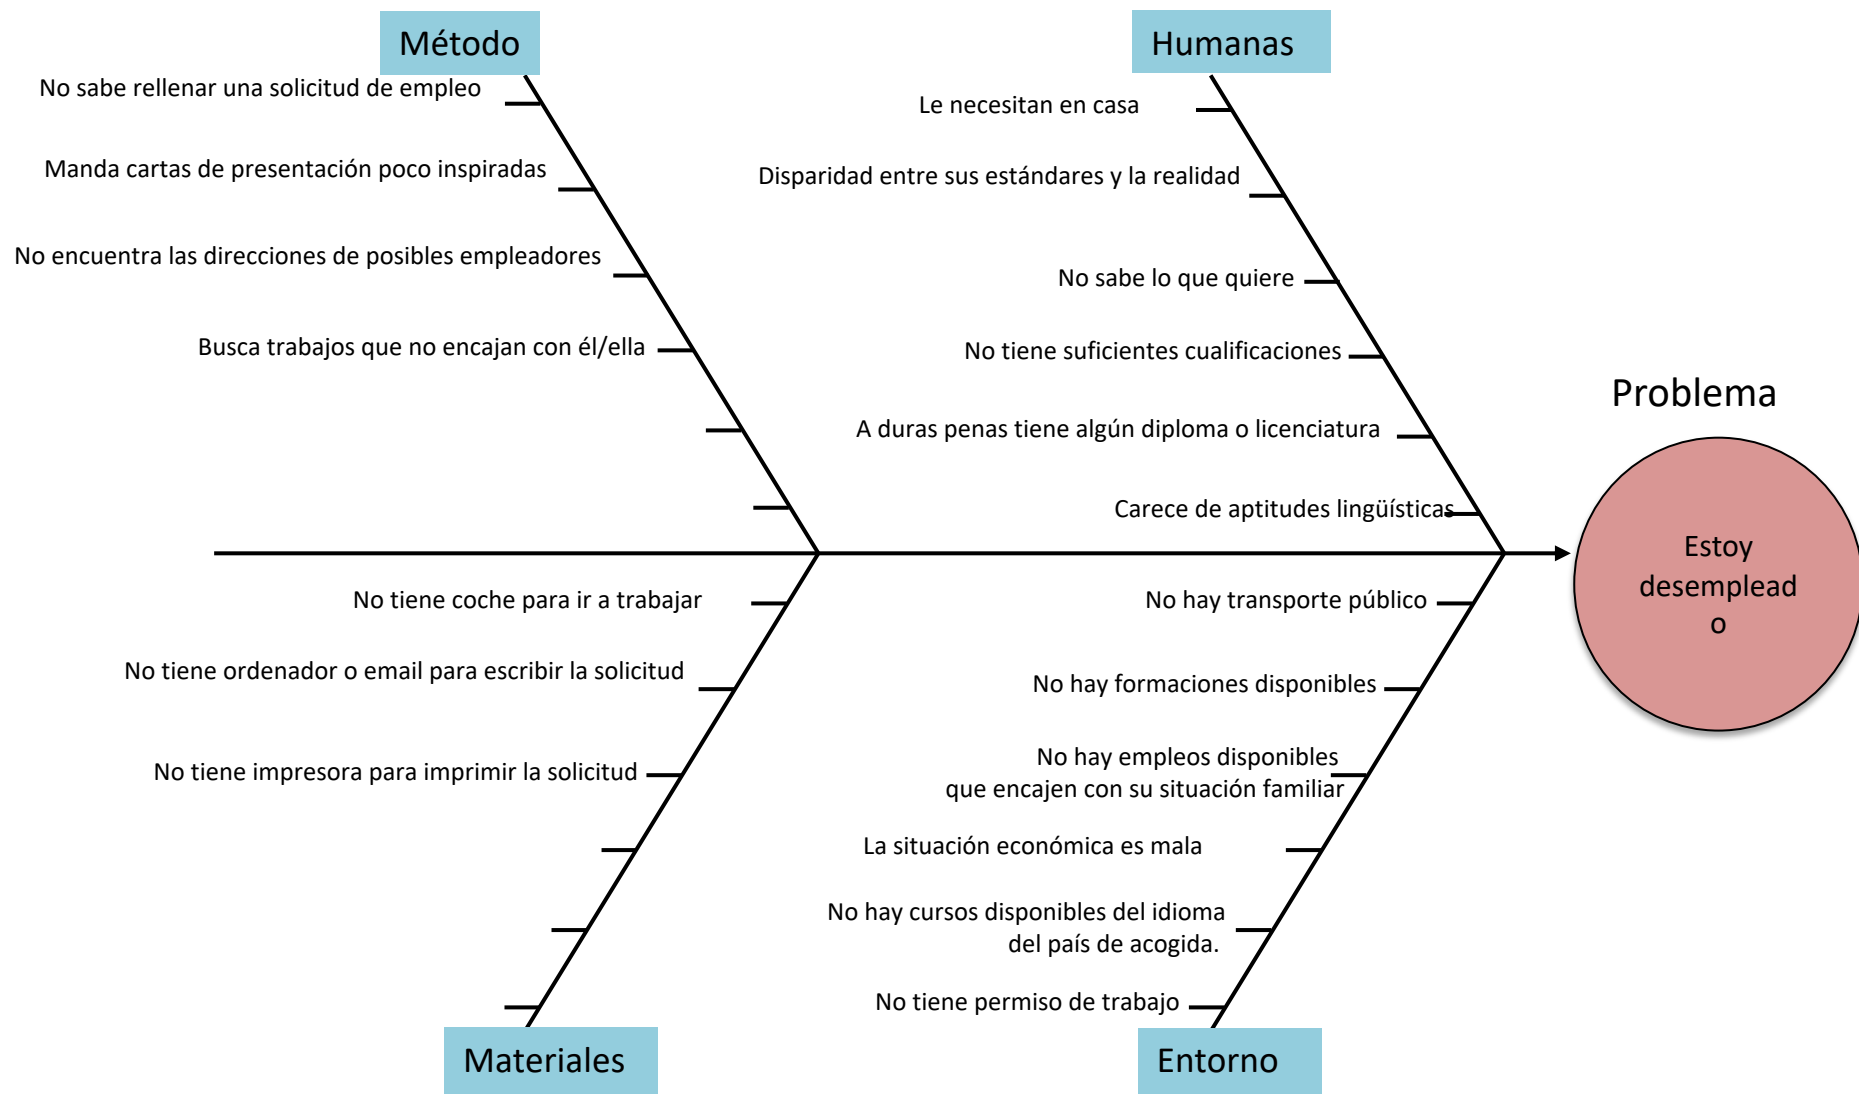 Método
No sabe rellenar una solicitud de empleo
Manda cartas de presentación poco inspiradas
No encuentra las direcciones de posibles empleadores
Busca trabajos que no encajan con él/ella
Humanas
Le necesitan en casa
Disparidad entre sus estándares y la realidad
No sabe lo que quiere
No tiene suficientes cualificaciones
A duras penas tiene algún diploma o licenciatura
Carece de aptitudes lingüísticas
Problema
Estoy
desemplead
o
No tiene coche para ir a trabajar
No tiene ordenador o email para escribir la solicitud
No tiene impresora para imprimir la solicitud
Materiales
No hay transporte público
No hay formaciones disponibles
No hay empleos disponibles
que encajen con su situación familiar
La situación económica es mala
No hay cursos disponibles del idioma
del país de acogida.
No tiene permiso de trabajo
Entorno